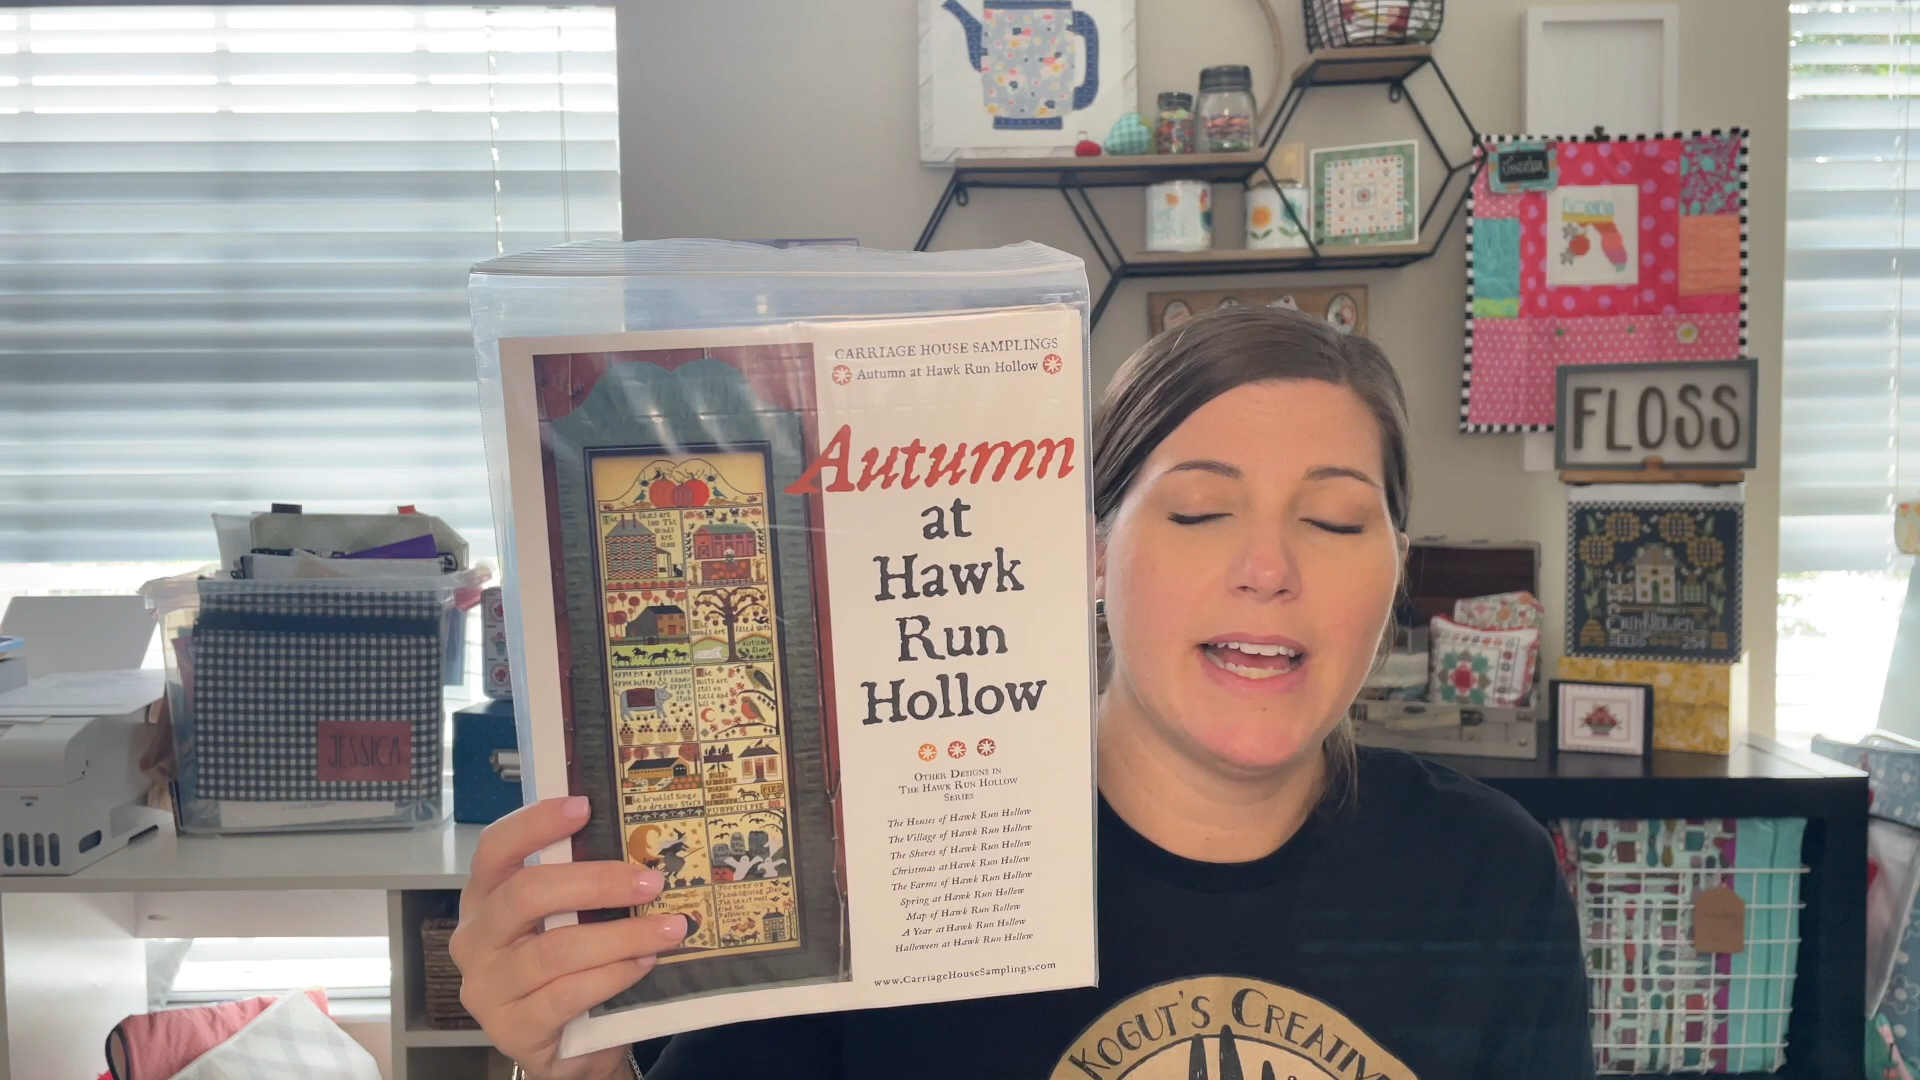 CARRIAGE HOUSE SAMPLINGS
Autumn at Hawk Run Hollow
Autumn
at
Hawk
Run
Hollow
OTHER DESIGNS IN
THE HAWK RUN HOLLOW
SERIES
The Houses of Hawk Run Hollow
The Village of Hawk Run Hollow
The Shores of Hawk Run Hollow
Christmas at Hawk Run Hollow
The Farms of Hawk Run Hollow
Spring at Hawk Run Hollow
Map of Hawk Run Hollow
A Year at Hawk Run Hollow
Halloween at Hawk Run Hollow
www.CarriageHouseSamplings.com
PUMPKIN PIE
JESSICA
FLORIDA
FLOSS
Sunflower
KOGUT'S CREATIVE